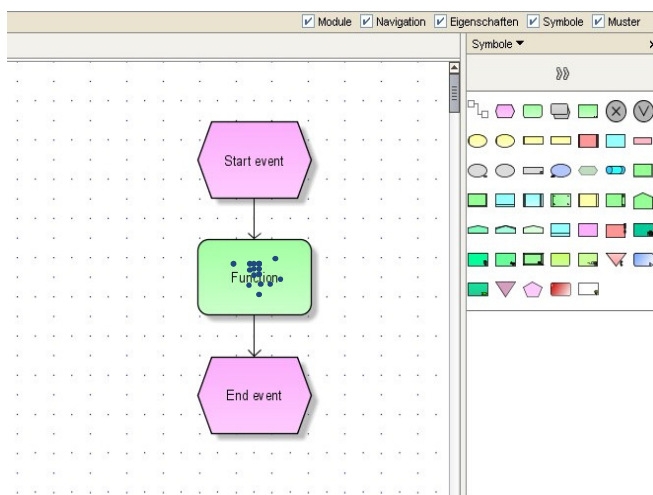 Module Navigation Eigenschaften Symbole Muster
Symbole
Start event
Function
End event